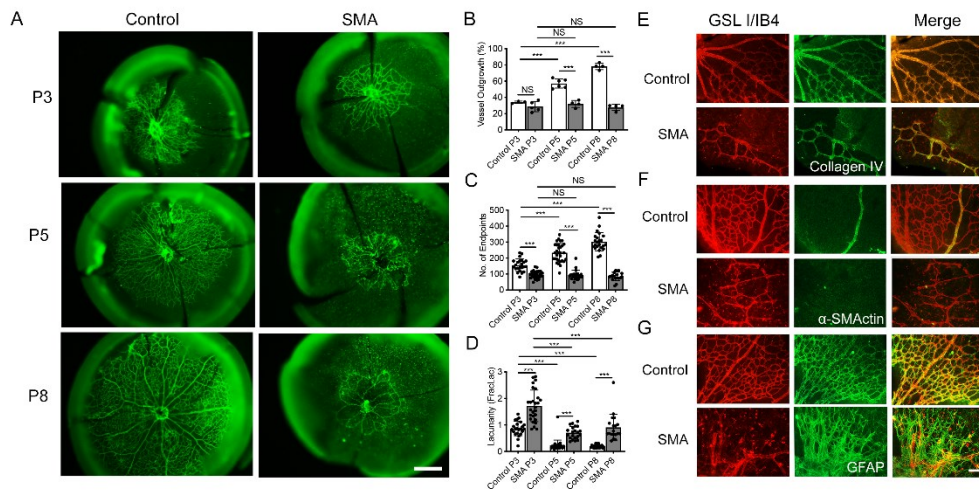 A
Control
SMA
P3
P5
P8
B
NS
NS
***
***
***
***
NS
Vessel Outgrowth (%)
100
80
60
40
20
0
Control P3
SMA P3
Control P5
SMA P5
Control P8
SMA P8
C
NS
NS
***
***
***
***
***
No. of Endpoints
500
400
300
200
100
0
Control P3
SMA P3
Control P5
SMA P5
Control P8
SMA P8
D
***
***
***
***
***
***
***
Lacunarity (FracLac)
3
2
1
0
Control P3
SMA P3
Control P5
SMA P5
Control P8
SMA P8
E
GSL I/IB4
Merge
Control
SMA
Collagen IV
F
Control
SMA
α-SMActin
G
Control
SMA
GFAP